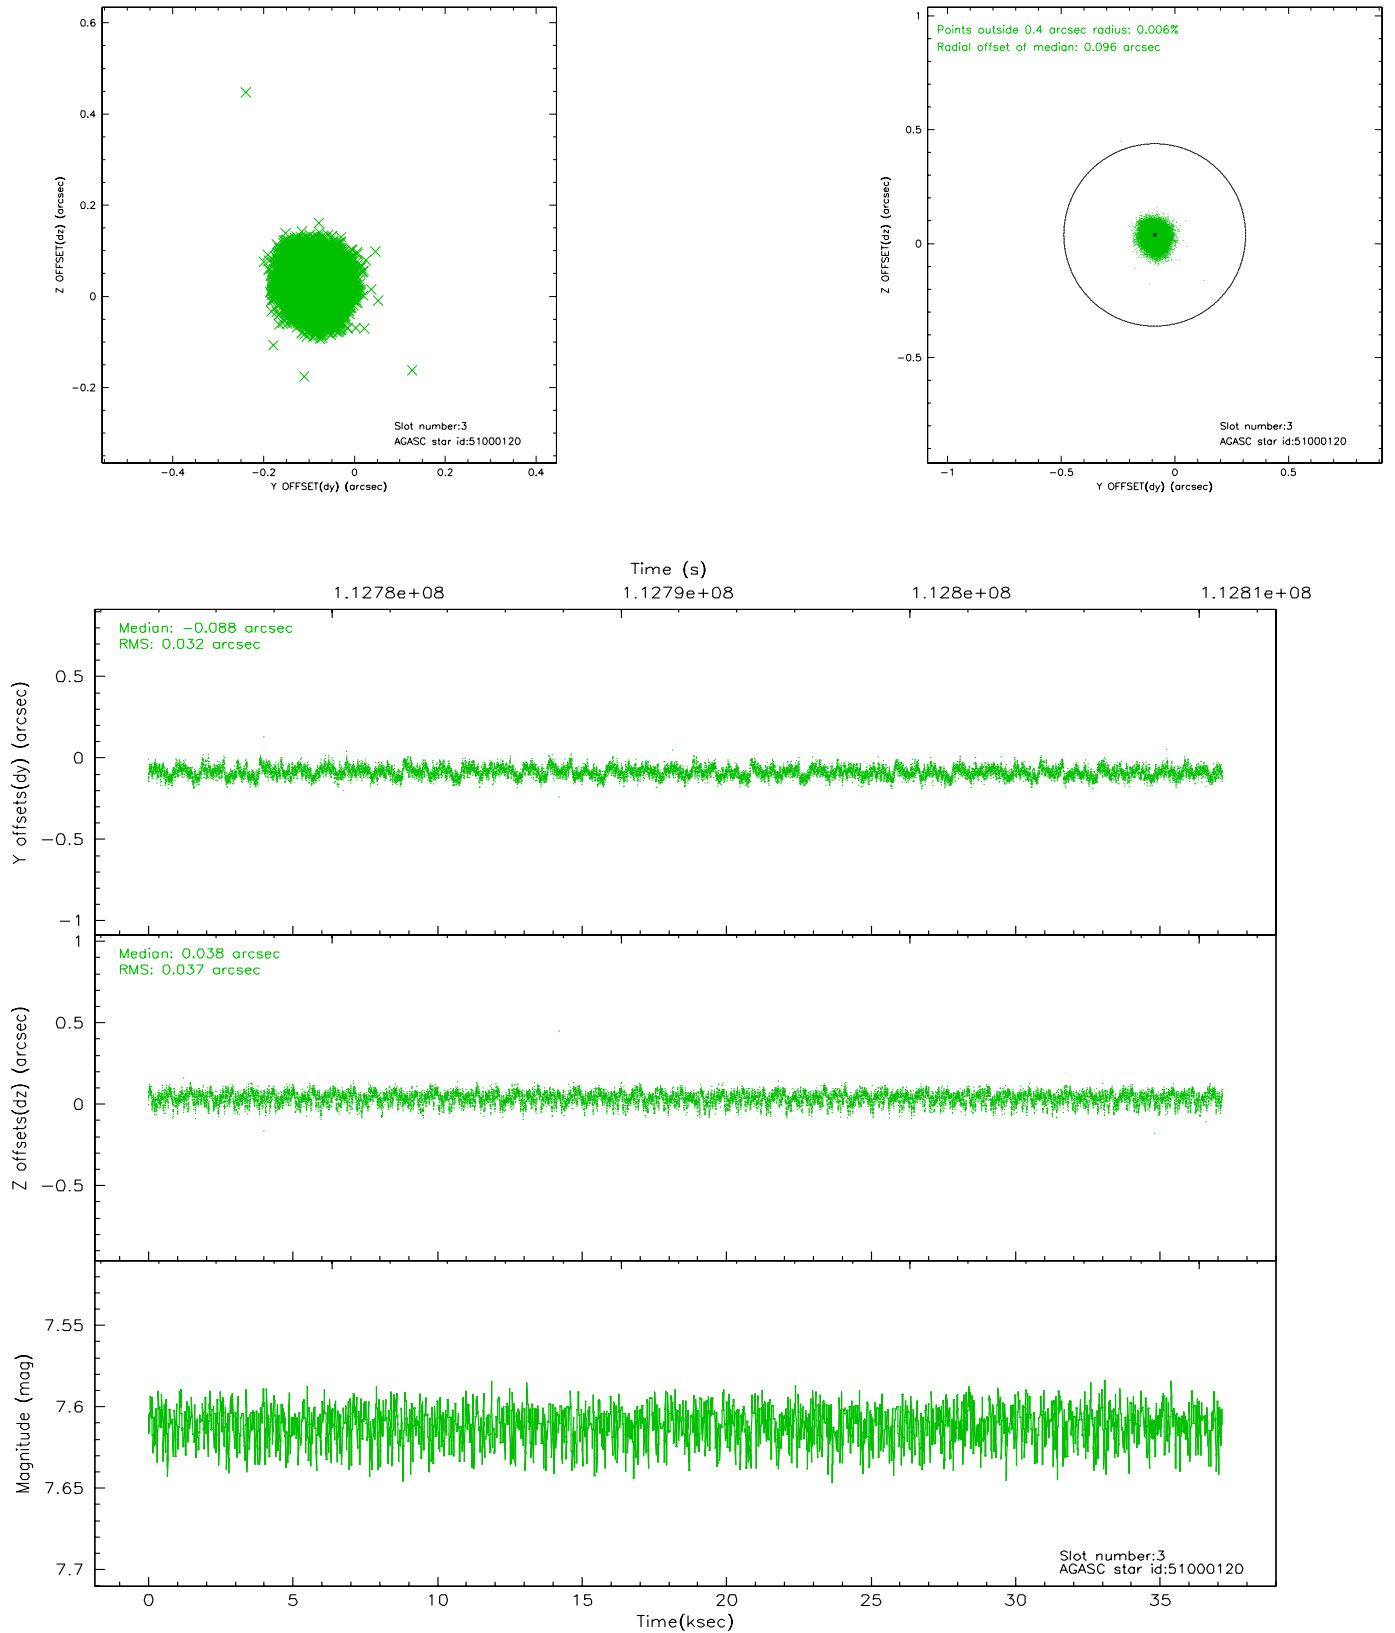 0.6
0.4
0.2
0
−0.2
Z OFFSET(dz) (arcsec)
Slot number:3
AGASC star id:51000120
−0.4 −0.2 0 0.2 0.4
Y OFFSET(dy) (arcsec)
Points outside 0.4 arcsec radius: 0.006%
Radial offset of median: 0.096 arcsec
1
0.5
0
−0.5
Z OFFSET(dz) (arcsec)
Slot number:3
AGASC star id:51000120
−1 −0.5 0 0.5
Y OFFSET(dy) (arcsec)
Time (s)
1.1278e+08 1.1279e+08 1.128e+08 1.1281e+08
Median: −0.088 arcsec
RMS: 0.032 arcsec
0.5
0
−0.5
−1
Y offsets(dy) (arcsec)
Median: 0.038 arcsec
RMS: 0.037 arcsec
1
0.5
0
−0.5
Z offsets(dz) (arcsec)
7.55
7.6
7.65
7.7
Magnitude (mag)
Slot number:3
AGASC star id:51000120
0 5 10 15 20 25 30 35
Time(ksec)